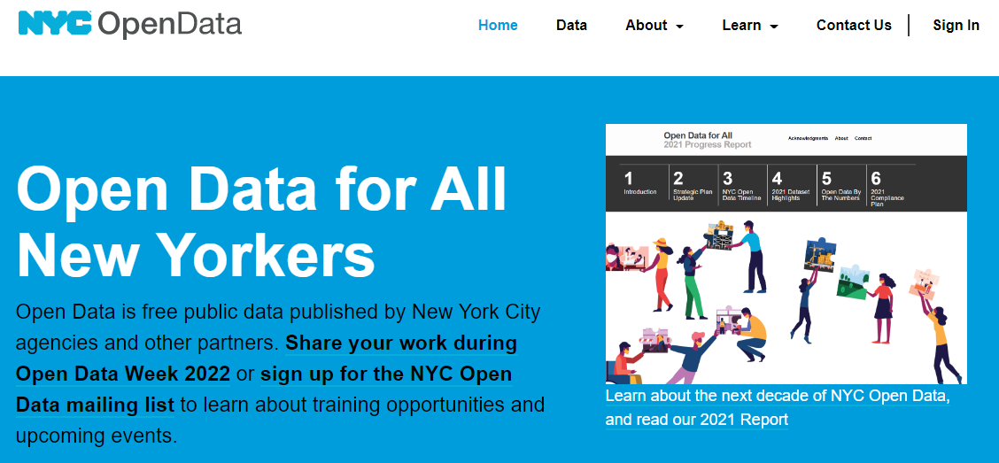 NYC OpenData
Home Data About Learn Contact Us Sign In
Open Data for All
New Yorkers
Open Data is free public data published by New York City
agencies and other partners. Share your work during
Open Data Week 2022 or sign up for the NYC Open
Data mailing list to learn about training opportunities and
upcoming events.
Open Data for All
2021 Progress Report
Acknowledgments About Contact
1
Introduction
2
Strategic Plan
Update
3
NYC Open
Data Timeline
4
2021 Dataset
Highlights
5
Open Data By
The Numbers
6
2021
Compliance
Plan
Learn about the next decade of NYC Open Data,
and read our 2021 Report